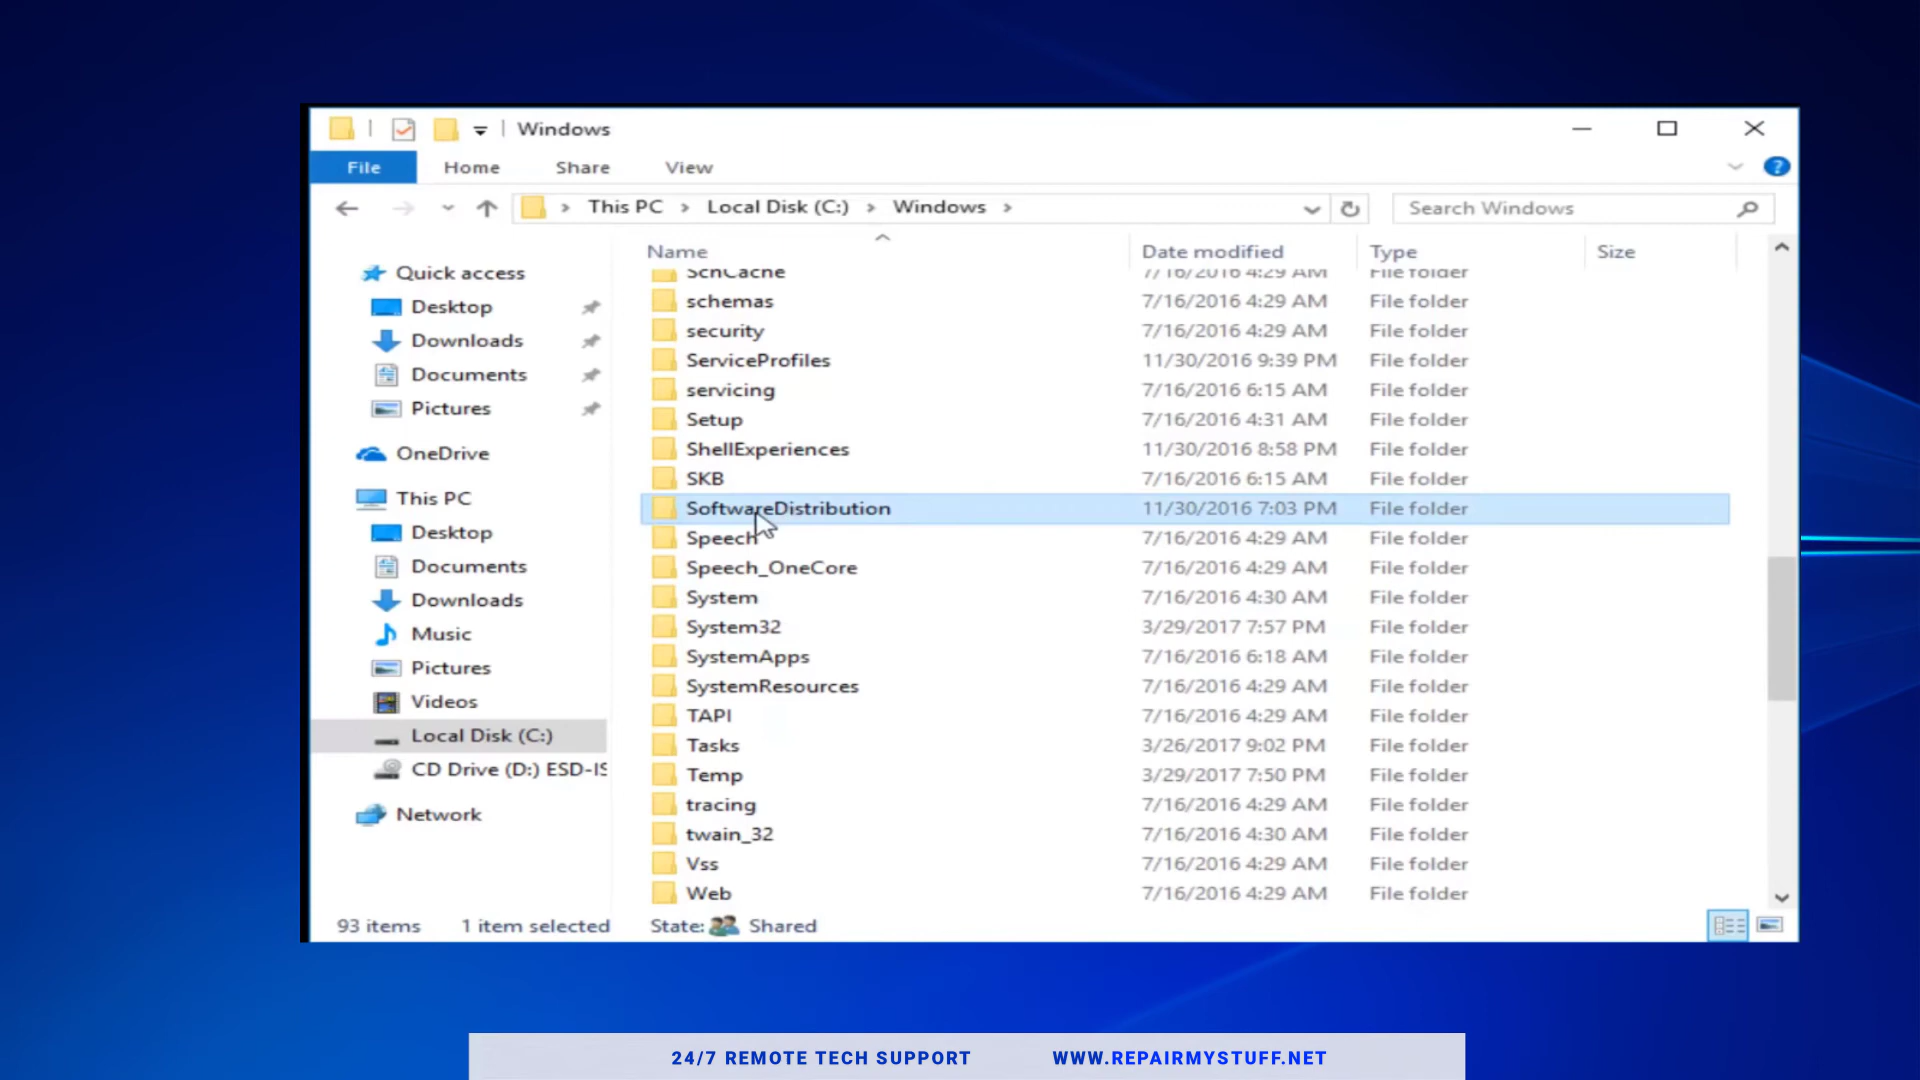 Windows
File Home Share View
This PC > Local Disk (C:) > Windows > Search Windows
Name Date modified Type Size
Quick access
Desktop
Downloads
Documents
Pictures
OneDrive
This PC
Desktop
Documents
Downloads
Music
Pictures
Videos
Local Disk (C:)
CD Drive (D:) ESD-IS
Network
SchCache 7/16/2016 4:29 AM File folder
schemas 7/16/2016 4:29 AM File folder
security 7/16/2016 4:29 AM File folder
ServiceProfiles 11/30/2016 9:39 PM File folder
servicing 7/16/2016 6:15 AM File folder
Setup 7/16/2016 4:31 AM File folder
ShellExperiences 11/30/2016 8:58 PM File folder
SKB 7/16/2016 6:15 AM File folder
SoftwareDistribution 11/30/2016 7:03 PM File folder
Speech 7/16/2016 4:29 AM File folder
Speech_OneCore 7/16/2016 4:29 AM File folder
System 7/16/2016 4:30 AM File folder
System32 3/29/2017 7:57 PM File folder
SystemApps 7/16/2016 6:18 AM File folder
SystemResources 7/16/2016 4:29 AM File folder
TAPI 7/16/2016 4:29 AM File folder
Tasks 3/26/2017 9:02 PM File folder
Temp 3/29/2017 7:50 PM File folder
tracing 7/16/2016 4:29 AM File folder
twain_32 7/16/2016 4:30 AM File folder
Vss 7/16/2016 4:29 AM File folder
Web 7/16/2016 4:29 AM File folder
93 items 1 item selected State: Shared
24/7 REMOTE TECH SUPPORT WWW.REPAIRMYSTUFF.NET